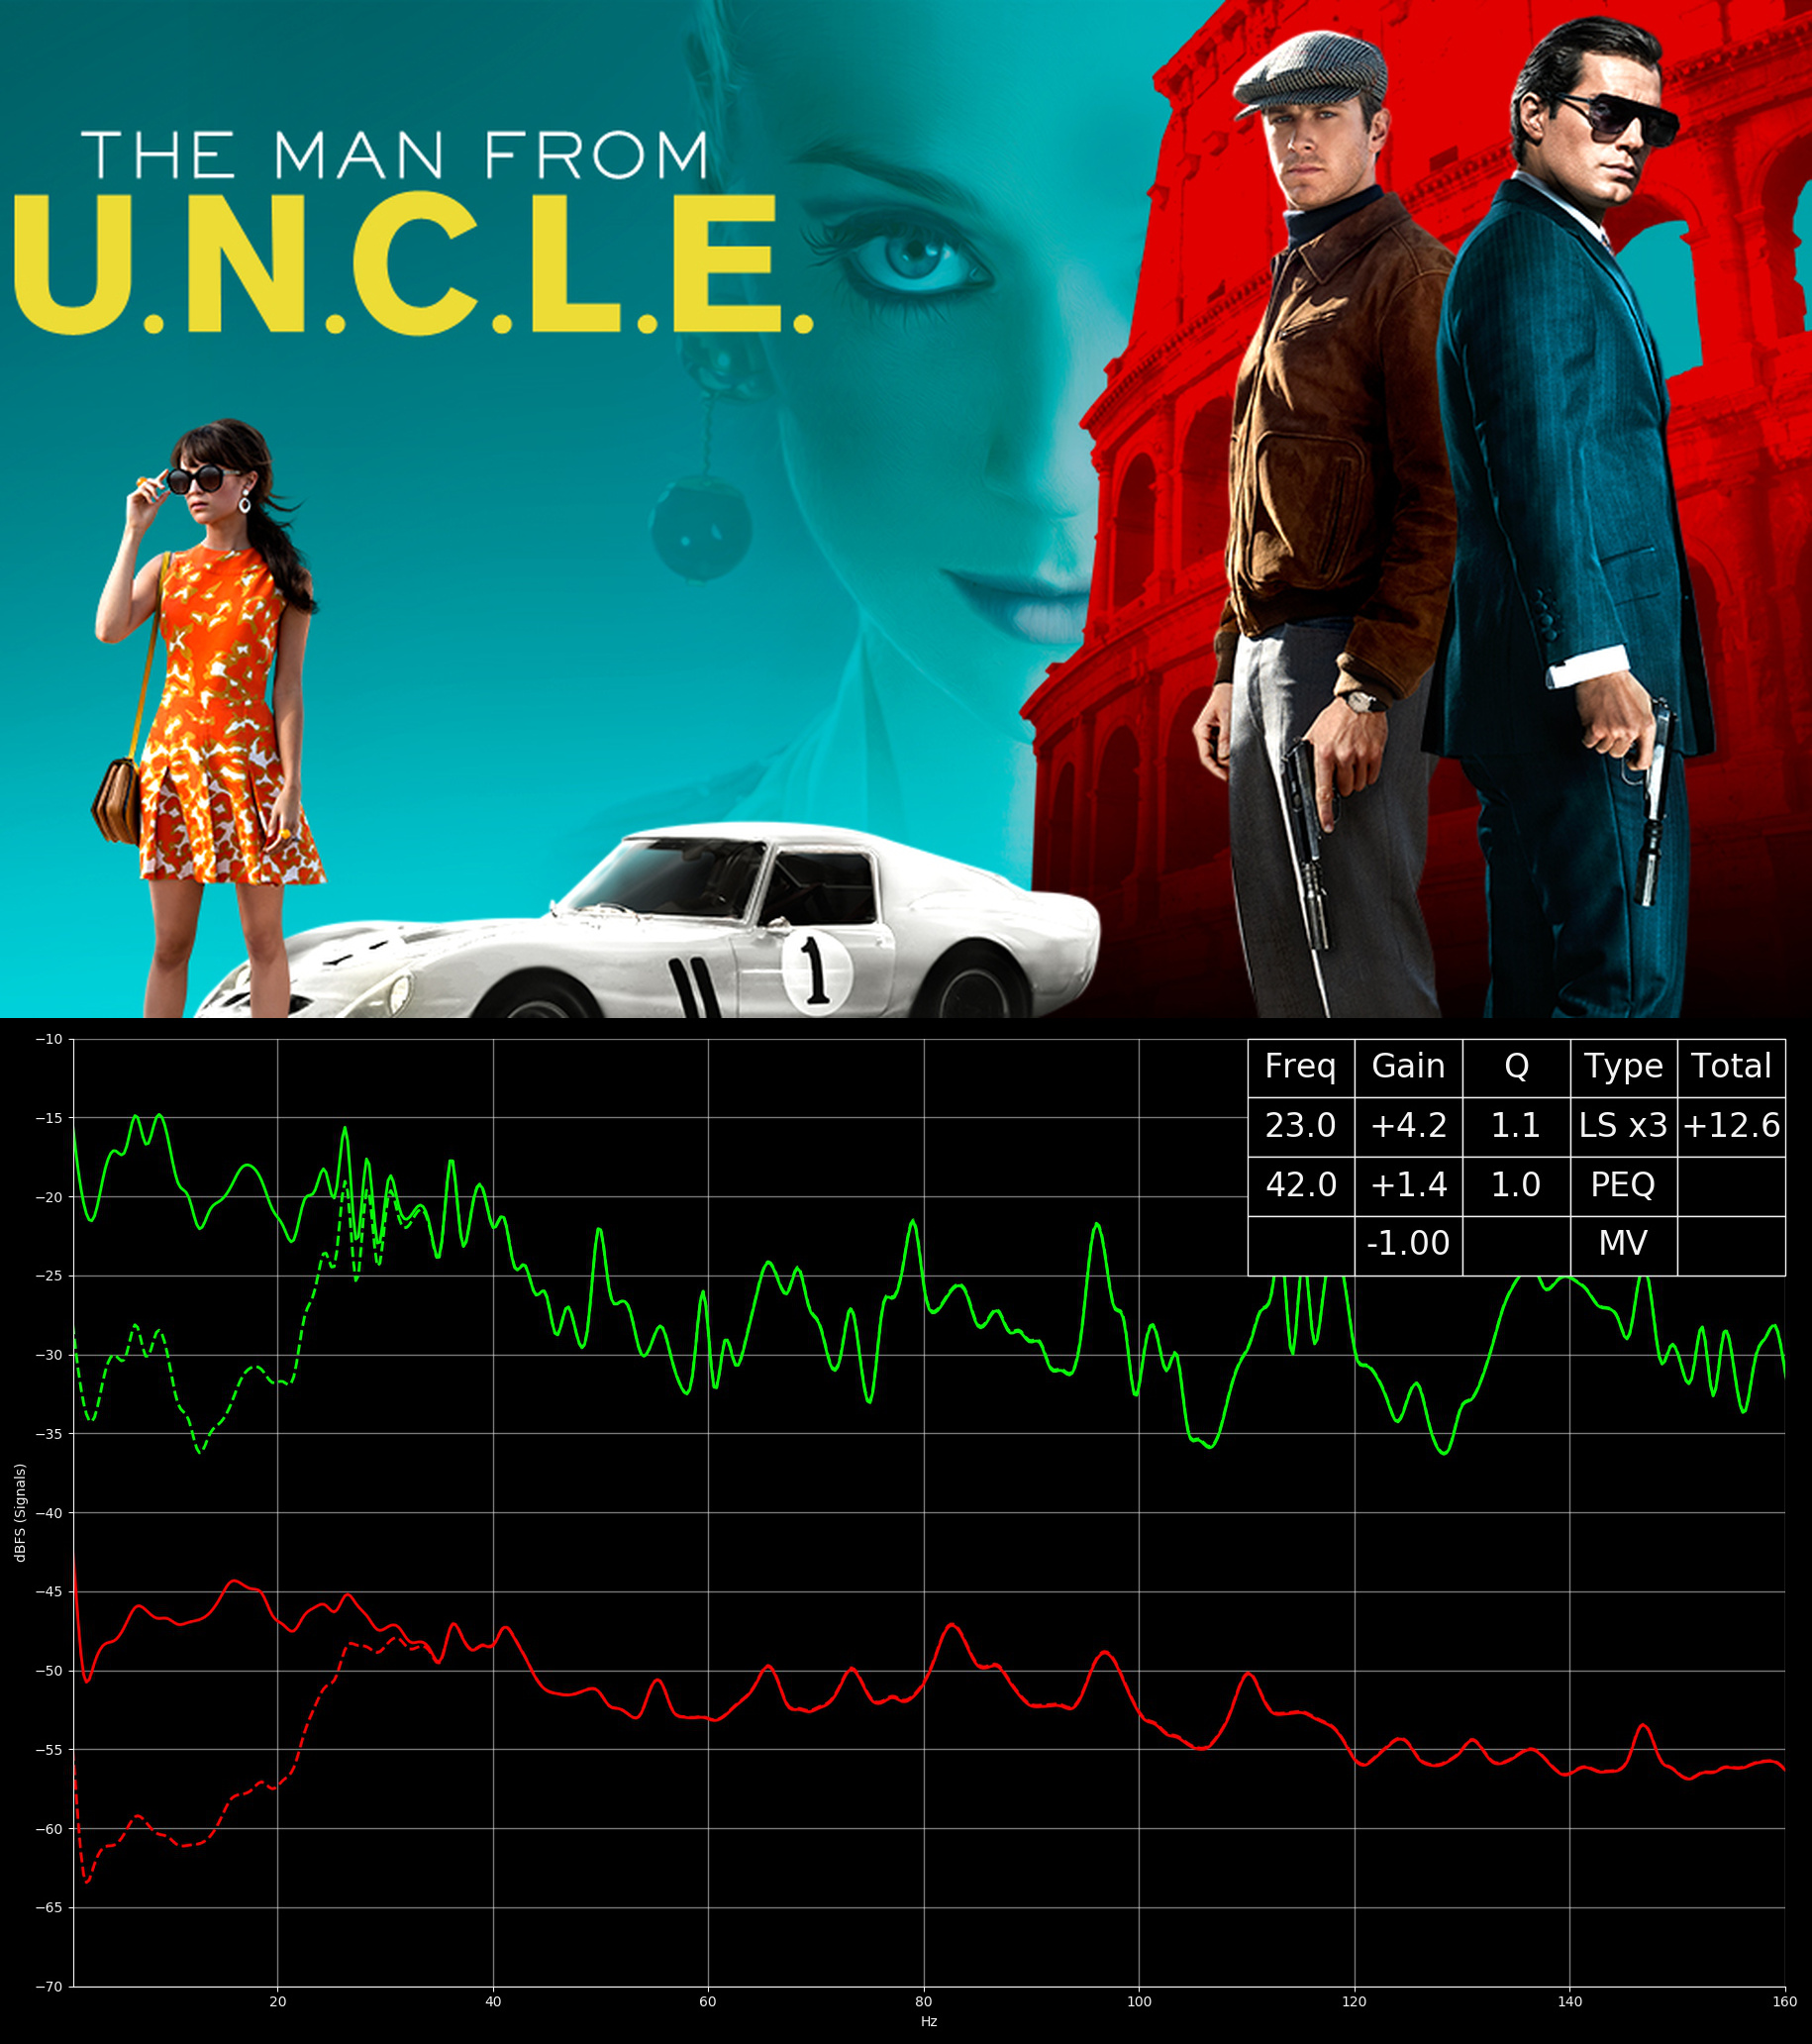 THE MAN FROM
U.N.C.L.E.
1
Freq Gain Q Type Total
23.0 +4.2 1.1 LS x3 +12.6
42.0 +1.4 1.0 PEQ
-1.00 MV
−10
−15
−20
−25
−30
−35
−40
−45
−50
−55
−60
−65
−70
dBFS (Signals)
20 40 60 80 100 120 140 160
Hz